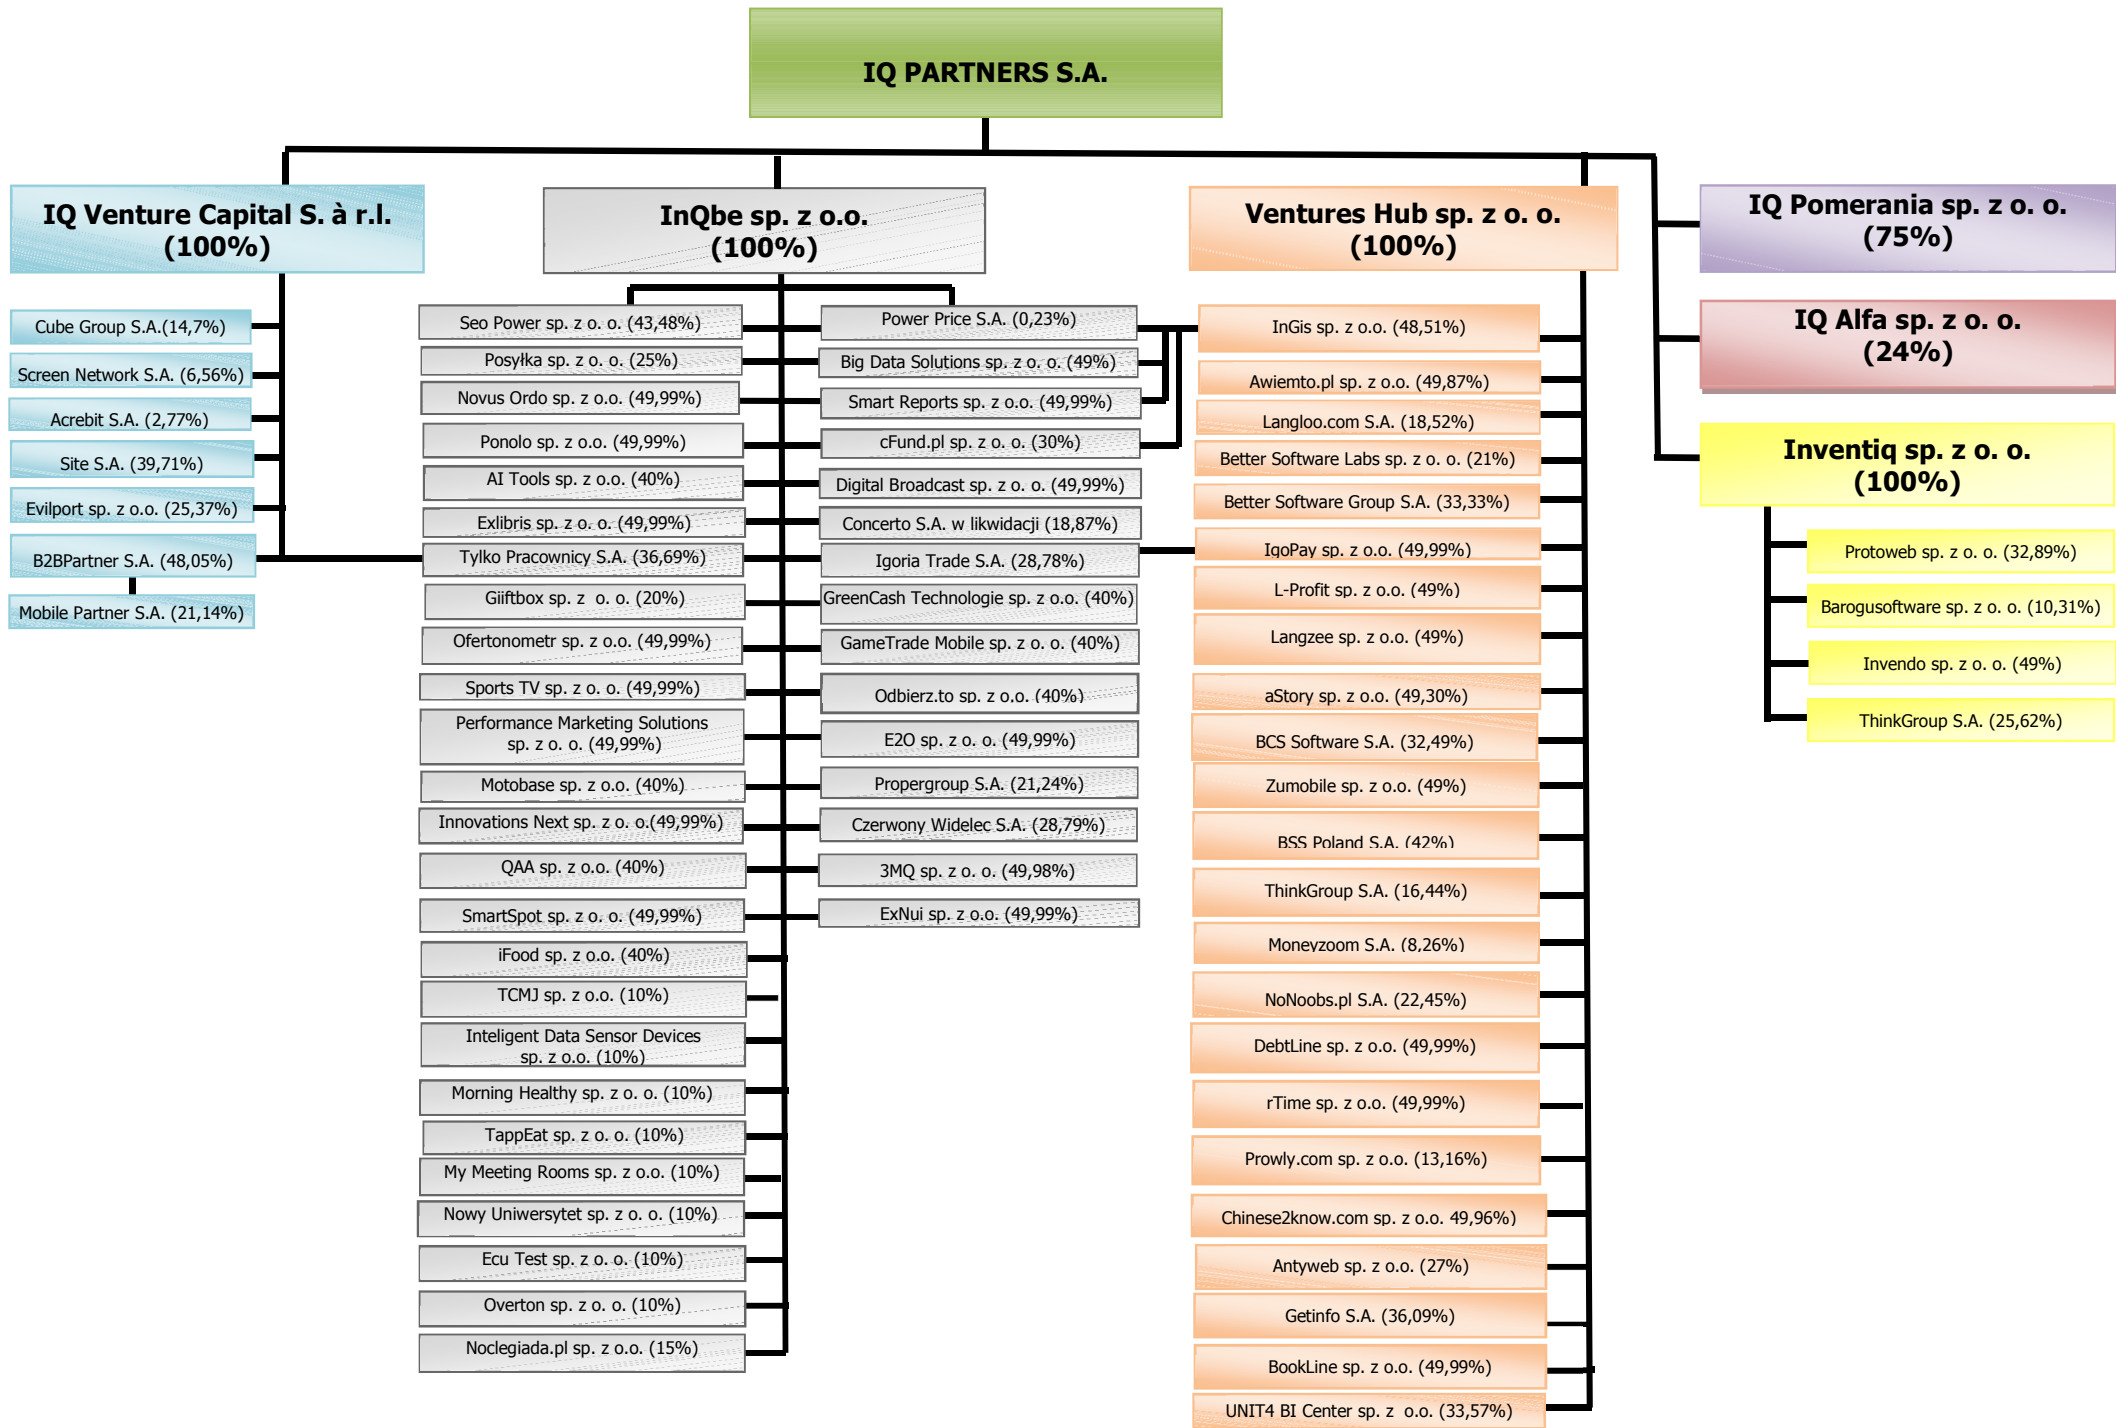 IQ PARTNERS S.A.
IQ Venture Capital S. à r.l.
(100%)
Cube Group S.A.(14,7%)
Screen Network S.A. (6,56%)
Acrebit S.A. (2,77%)
Site S.A. (39,71%)
Evilport sp. z o.o. (25,37%)
B2BPartner S.A. (48,05%)
Mobile Partner S.A. (21,14%)
InQbe sp. z o.o.
(100%)
Seo Power sp. z o. o. (43,48%)
Posyłka sp. z o. o. (25%)
Novus Ordo sp. z o.o. (49,99%)
Ponolo sp. z o.o. (49,99%)
AI Tools sp. z o.o. (40%)
Exlibris sp. z o. o. (49,99%)
Tylko Pracownicy S.A. (36,69%)
Giiftbox sp. z o. o. (20%)
Ofertonometr sp. z o.o. (49,99%)
Sports TV sp. z o. o. (49,99%)
Performance Marketing Solutions
sp. z o. o. (49,99%)
Motobase sp. z o.o. (40%)
Innovations Next sp. z o. o.(49,99%)
QAA sp. z o.o. (40%)
SmartSpot sp. z o. o. (49,99%)
iFood sp. z o.o. (40%)
TCMJ sp. z o.o. (10%)
Inteligent Data Sensor Devices
sp. z o.o. (10%)
Morning Healthy sp. z o. o. (10%)
TappEat sp. z o. o. (10%)
My Meeting Rooms sp. z o.o. (10%)
Nowy Uniwersytet sp. z o. o. (10%)
Ecu Test sp. z o. o. (10%)
Overton sp. z o. o. (10%)
Noclegiada.pl sp. z o.o. (15%)
Power Price S.A. (0,23%)
Big Data Solutions sp. z o. o. (49%)
Smart Reports sp. z o.o. (49,99%)
cFund.pl sp. z o. o. (30%)
Digital Broadcast sp. z o. o. (49,99%)
Concerto S.A. w likwidacji (18,87%)
Igoria Trade S.A. (28,78%)
GreenCash Technologie sp. z o.o. (40%)
GameTrade Mobile sp. z o. o. (40%)
Odbierz.to sp. z o.o. (40%)
E2O sp. z o. o. (49,99%)
Propergroup S.A. (21,24%)
Czerwony Widelec S.A. (28,79%)
3MQ sp. z o. o. (49,98%)
ExNui sp. z o.o. (49,99%)
Ventures Hub sp. z o. o.
(100%)
InGis sp. z o.o. (48,51%)
Awiemto.pl sp. z o.o. (49,87%)
Langloo.com S.A. (18,52%)
Better Software Labs sp. z o. o. (21%)
Better Software Group S.A. (33,33%)
IgoPay sp. z o.o. (49,99%)
L-Profit sp. z o.o. (49%)
Langzee sp. z o.o. (49%)
aStory sp. z o.o. (49,30%)
BCS Software S.A. (32,49%)
Zumobile sp. z o.o. (49%)
BSS Poland S.A. (42%)
ThinkGroup S.A. (16,44%)
Moneyzoom S.A. (8,26%)
NoNoobs.pl S.A. (22,45%)
DebtLine sp. z o.o. (49,99%)
rTime sp. z o.o. (49,99%)
Prowly.com sp. z o.o. (13,16%)
Chinese2know.com sp. z o.o. 49,96%)
Antyweb sp. z o.o. (27%)
Getinfo S.A. (36,09%)
BookLine sp. z o.o. (49,99%)
UNIT4 BI Center sp. z o.o. (33,57%)
IQ Pomerania sp. z o. o.
(75%)
IQ Alfa sp. z o. o.
(24%)
Inventiq sp. z o. o.
(100%)
Protoweb sp. z o. o. (32,89%)
Barogusoftware sp. z o. o. (10,31%)
Invendo sp. z o. o. (49%)
ThinkGroup S.A. (25,62%)